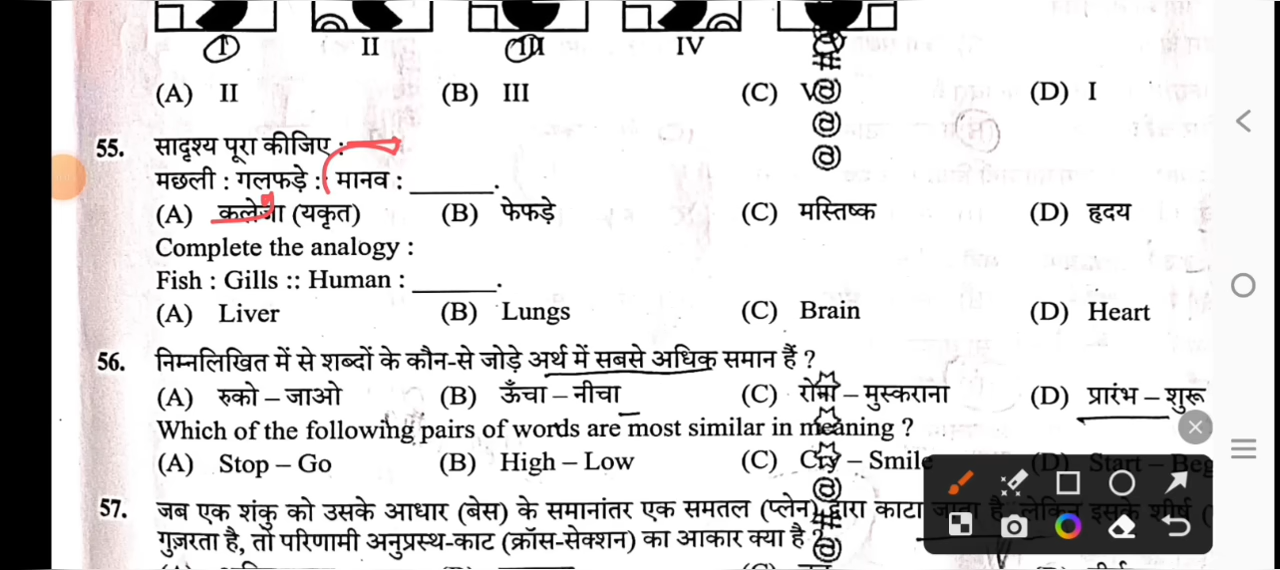 I II III IV V
(A) II (B) III (C) V (D) I
55. सादृश्य पूरा कीजिए :
मछली : गलफड़े :: मानव : ______.
(A) कलेजा (यकृत) (B) फेफड़े (C) मस्तिष्क (D) हृदय
Complete the analogy :
Fish : Gills :: Human : ______.
(A) Liver (B) Lungs (C) Brain (D) Heart
56. निम्नलिखित में से शब्दों के कौन-से जोड़े अर्थ में सबसे अधिक समान हैं ?
(A) रुको – जाओ (B) ऊँचा – नीचा (C) रोना – मुस्कराना (D) प्रारंभ – शुरू
Which of the following pairs of words are most similar in meaning ?
(A) Stop – Go (B) High – Low (C) Cry – Smile (D) Start –
57. जब एक शंकु को उसके आधार (बेस) के समानांतर एक समतल (प्लेन) द्वारा काटा जाता है, लेकिन इसके शीर्ष (
गुज़रता है, तो परिणामी अनुप्रस्थ-काट (क्रॉस-सेक्शन) का आकार क्या है ?